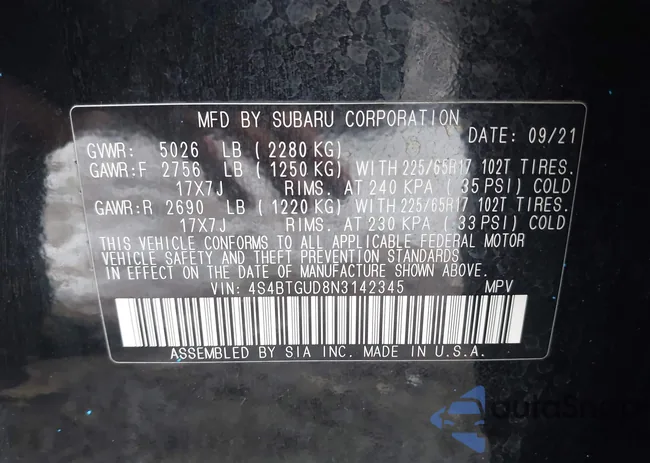 MFD BY SUBARU CORPORATION
DATE: 09/21
GVWR: 5026 LB (2280 KG)
GAWR:F 2756 LB (1250 KG) WITH 225/65R17 102T TIRES.
17X7J RIMS. AT 240 KPA (35 PSI) COLD
GAWR:R 2690 LB (1220 KG) WITH 225/65R17 102T TIRES.
17X7J RIMS. AT 230 KPA (33 PSI) COLD
THIS VEHICLE CONFORMS TO ALL APPLICABLE FEDERAL MOTOR
VEHICLE SAFETY AND THEFT PREVENTION STANDARDS
IN EFFECT ON THE DATE OF MANUFACTURE SHOWN ABOVE.
VIN: 4S4BTGUD8N3142345 MPV
ASSEMBLED BY SIA INC. MADE IN U.S.A.